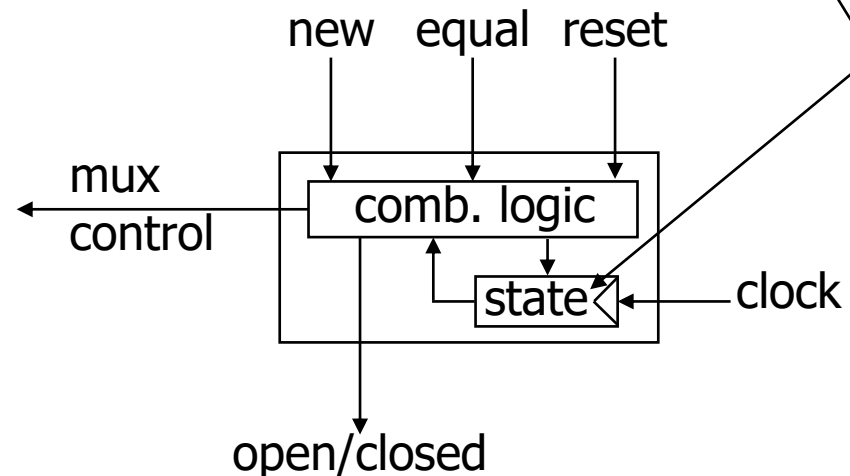 new equal reset
mux
control
comb. logic
state
clock
open/closed